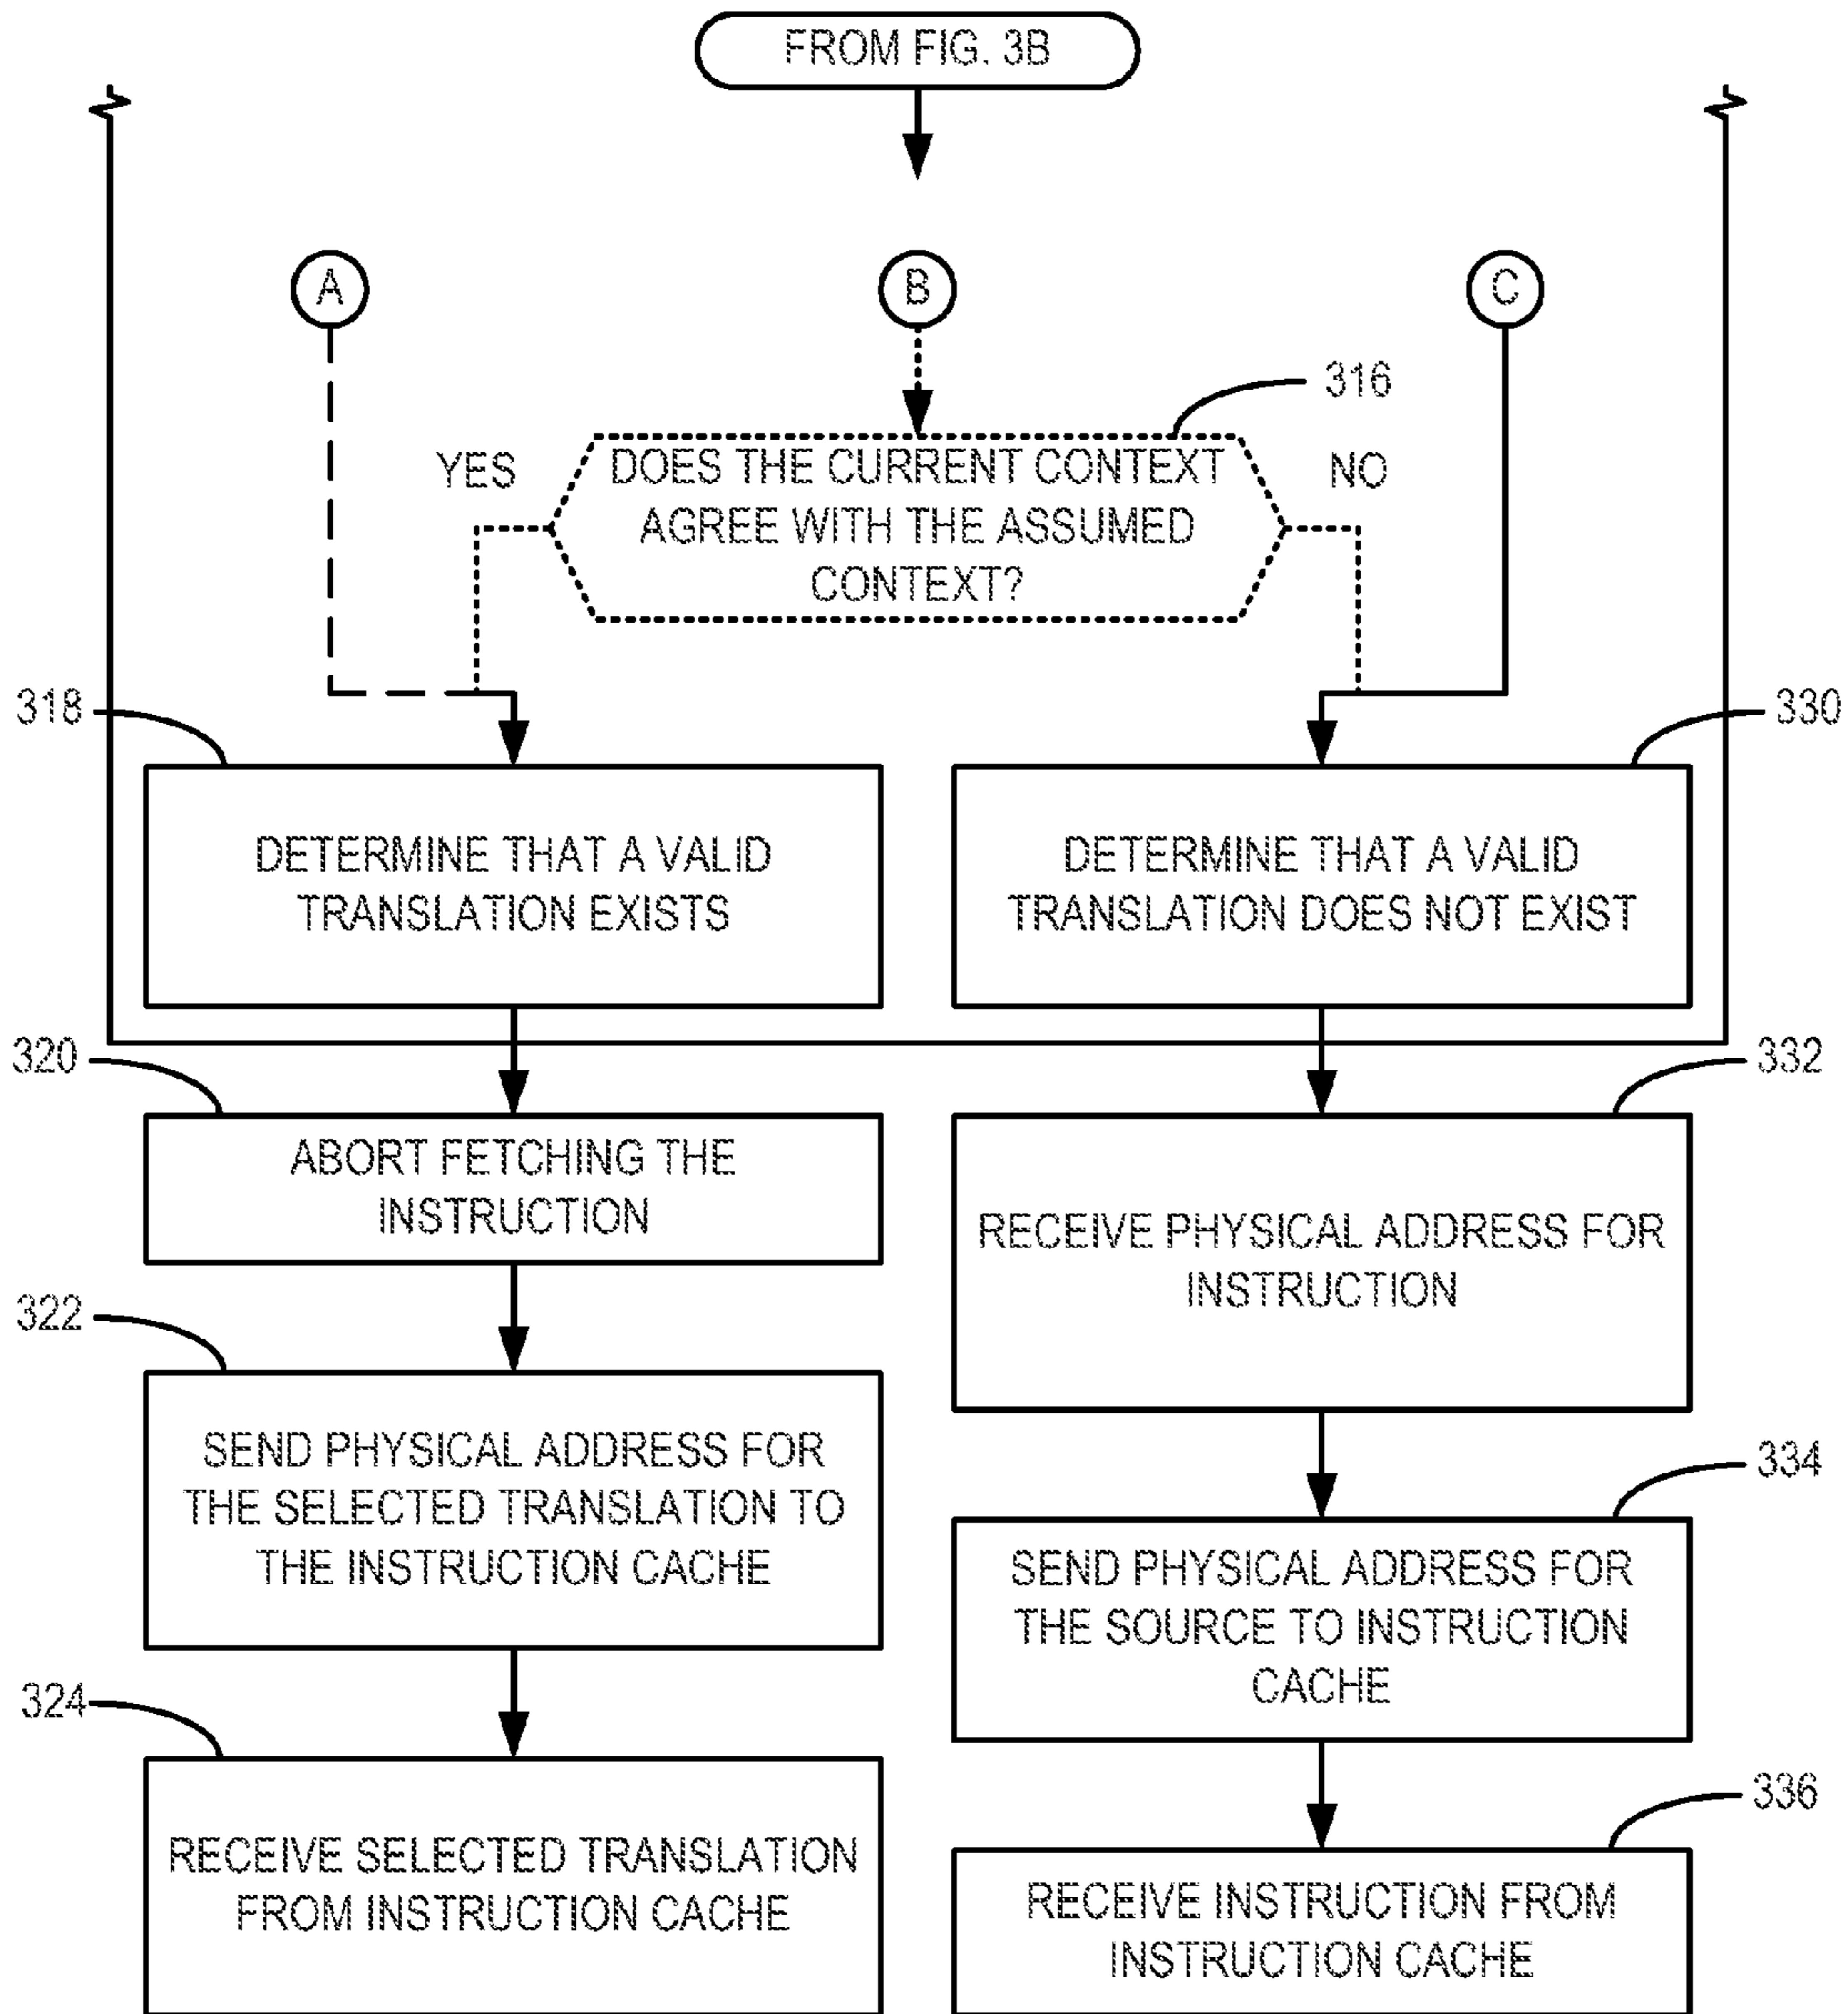 FROM FIG. 3B
A
B
C
316
YES
DOES THE CURRENT CONTEXT
AGREE WITH THE ASSUMED
CONTEXT?
NO
318
330
DETERMINE THAT A VALID
TRANSLATION EXISTS
DETERMINE THAT A VALID
TRANSLATION DOES NOT EXIST
320
332
ABORT FETCHING THE
INSTRUCTION
RECEIVE PHYSICAL ADDRESS FOR
INSTRUCTION
322
SEND PHYSICAL ADDRESS FOR
THE SELECTED TRANSLATION TO
THE INSTRUCTION CACHE
334
SEND PHYSICAL ADDRESS FOR
THE SOURCE TO INSTRUCTION
CACHE
324
RECEIVE SELECTED TRANSLATION
FROM INSTRUCTION CACHE
336
RECEIVE INSTRUCTION FROM
INSTRUCTION CACHE